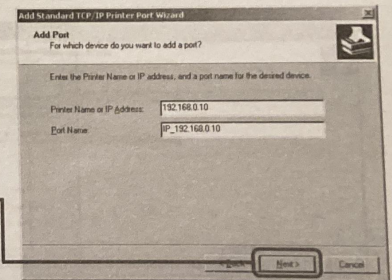 Add Standard TCP/IP Printer Port Wizard
Add Port
For which device do you want to add a port?
Enter the Printer Name or IP address, and a port name for the desired device.
Printer Name or IP Address: 192.168.0.10
Port Name: IP_192.168.0.10
< Back Next > Cancel